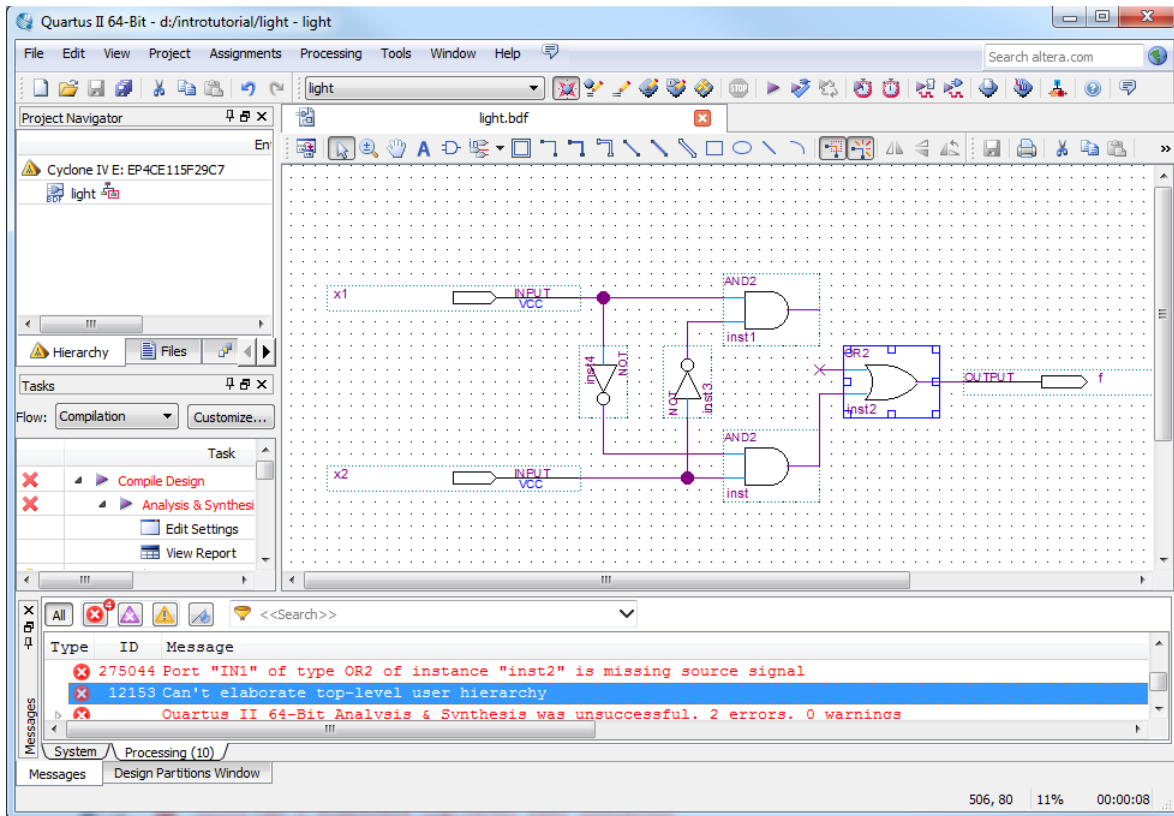 Quartus II 64-Bit - d:/introtutorial/light - light
File Edit View Project Assignments Processing Tools Window Help
Search altera.com
light
STOP
Project Navigator
light.bdf
Cyclone IV E: EP4CE115F29C7
BDF light
Hierarchy Files
Tasks
Flow: Compilation Customize...
Task
Compile Design
Analysis & Synthesi
Edit Settings
View Report
A
x1
INPUT
VCC
AND2
inst1
inst4
NOT
NOT
inst3
OR2
inst2
OUTPUT
f
x2
INPUT
VCC
AND2
inst
All 4 <<Search>>
Type ID Message
275044 Port "IN1" of type OR2 of instance "inst2" is missing source signal
12153 Can't elaborate top-level user hierarchy
Quartus II 64-Bit Analysis & Synthesis was unsuccessful. 2 errors, 0 warnings
Messages
System Processing (10)
Messages Design Partitions Window
506, 80 11% 00:00:08